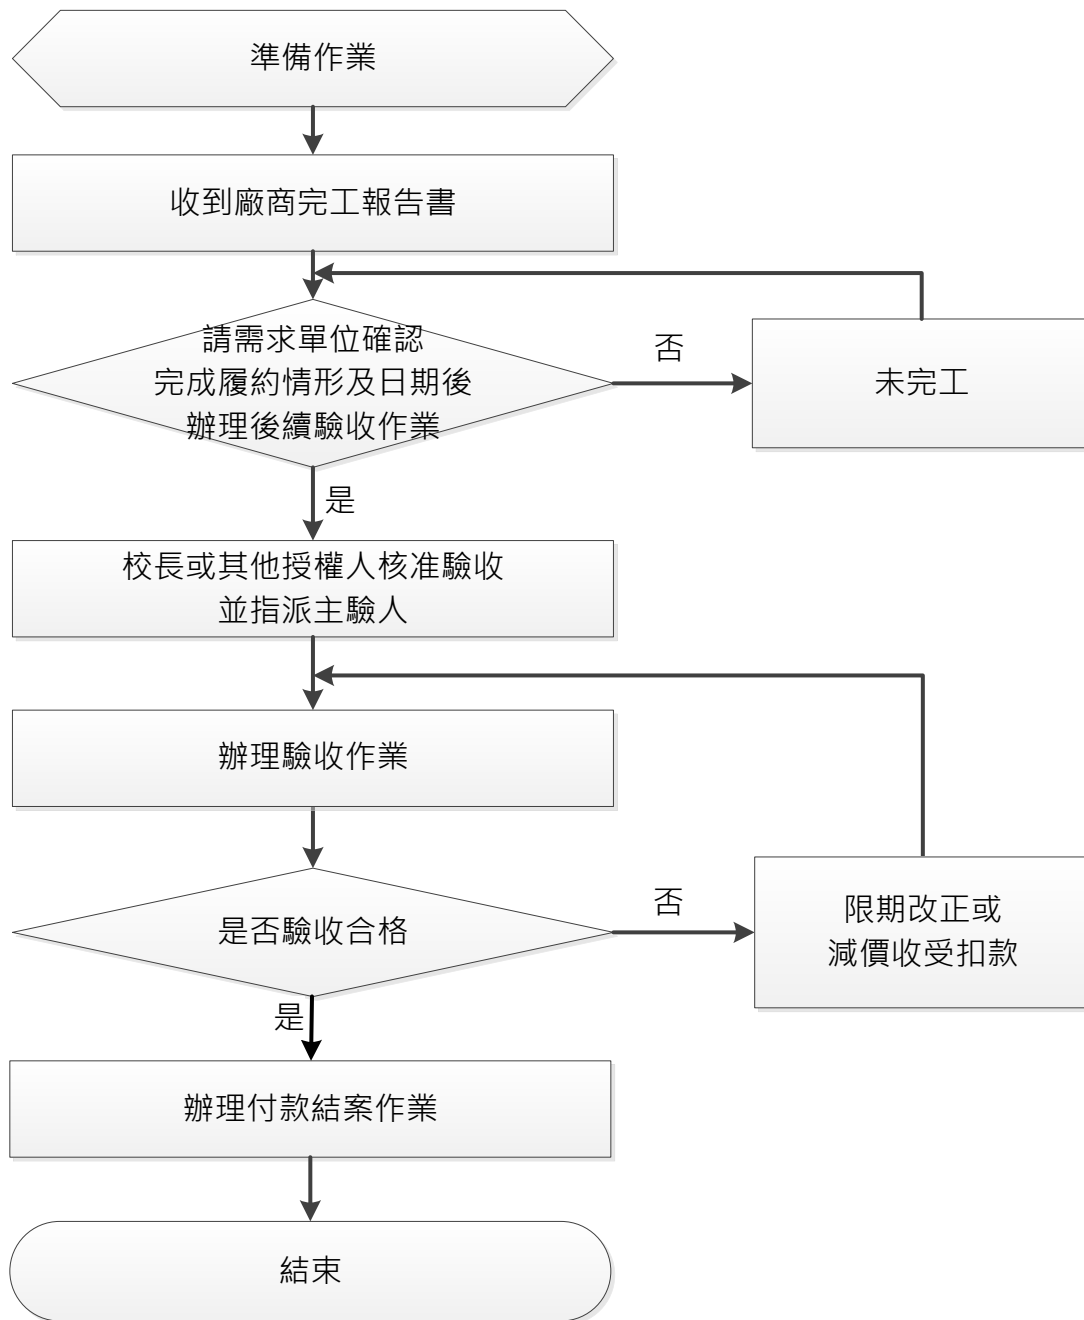 準備作業
收到廠商完工報告書
請需求單位確認
完成履約情形及日期後
辦理後續驗收作業
否
未完工
是
校長或其他授權人核准驗收
並指派主驗人
辦理驗收作業
是否驗收合格
否
限期改正或
減價收受扣款
是
辦理付款結案作業
結束